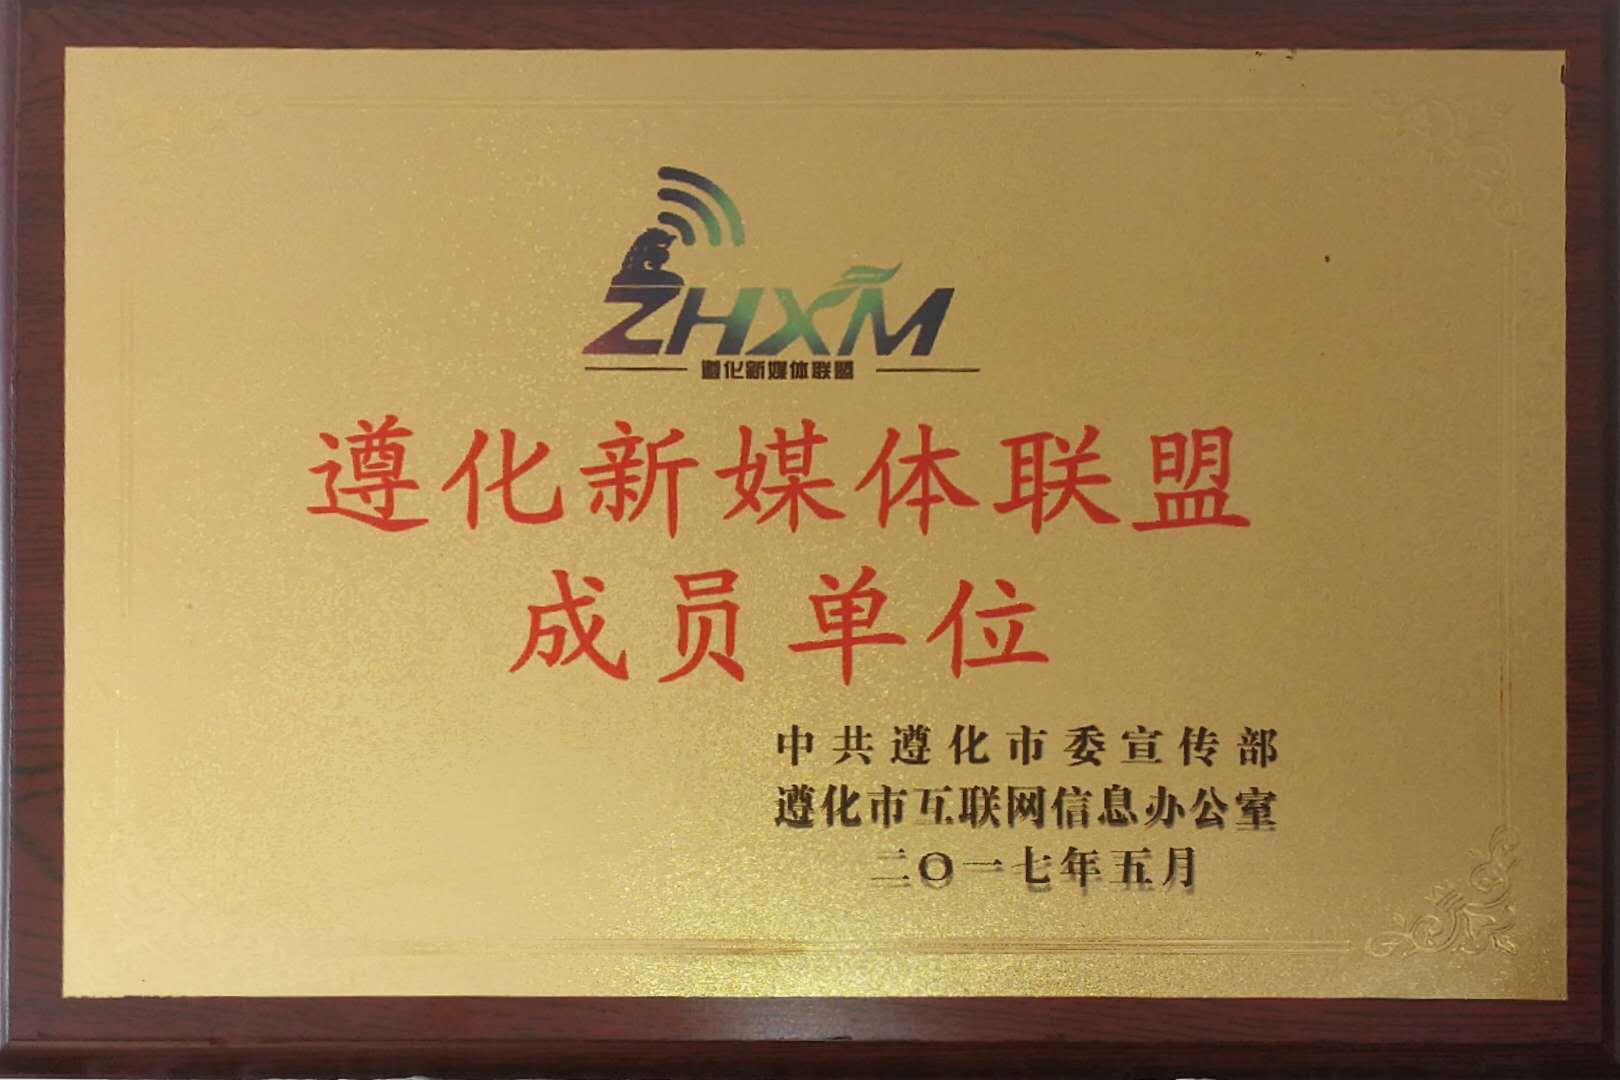 ZHXM
遵化新媒体联盟
遵化新媒体联盟
成员单位
中共遵化市委宣传部
遵化市互联网信息办公室
二〇一七年五月